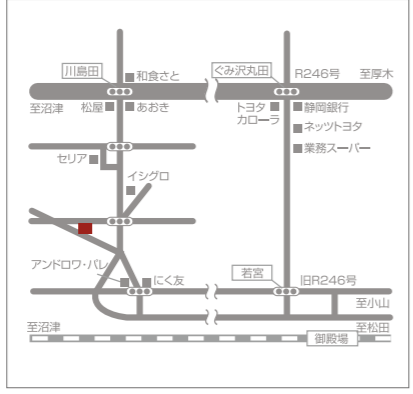 川島田
和食さと
ぐみ沢丸田
R246号
至厚木
至沼津
松屋
あおき
トヨタ
カローラ
静岡銀行
ネッツトヨタ
業務スーパー
セリア
イシグロ
アンドロワ・パレ
にく友
若宮
旧R246号
至小山
至沼津
至松田
御殿場